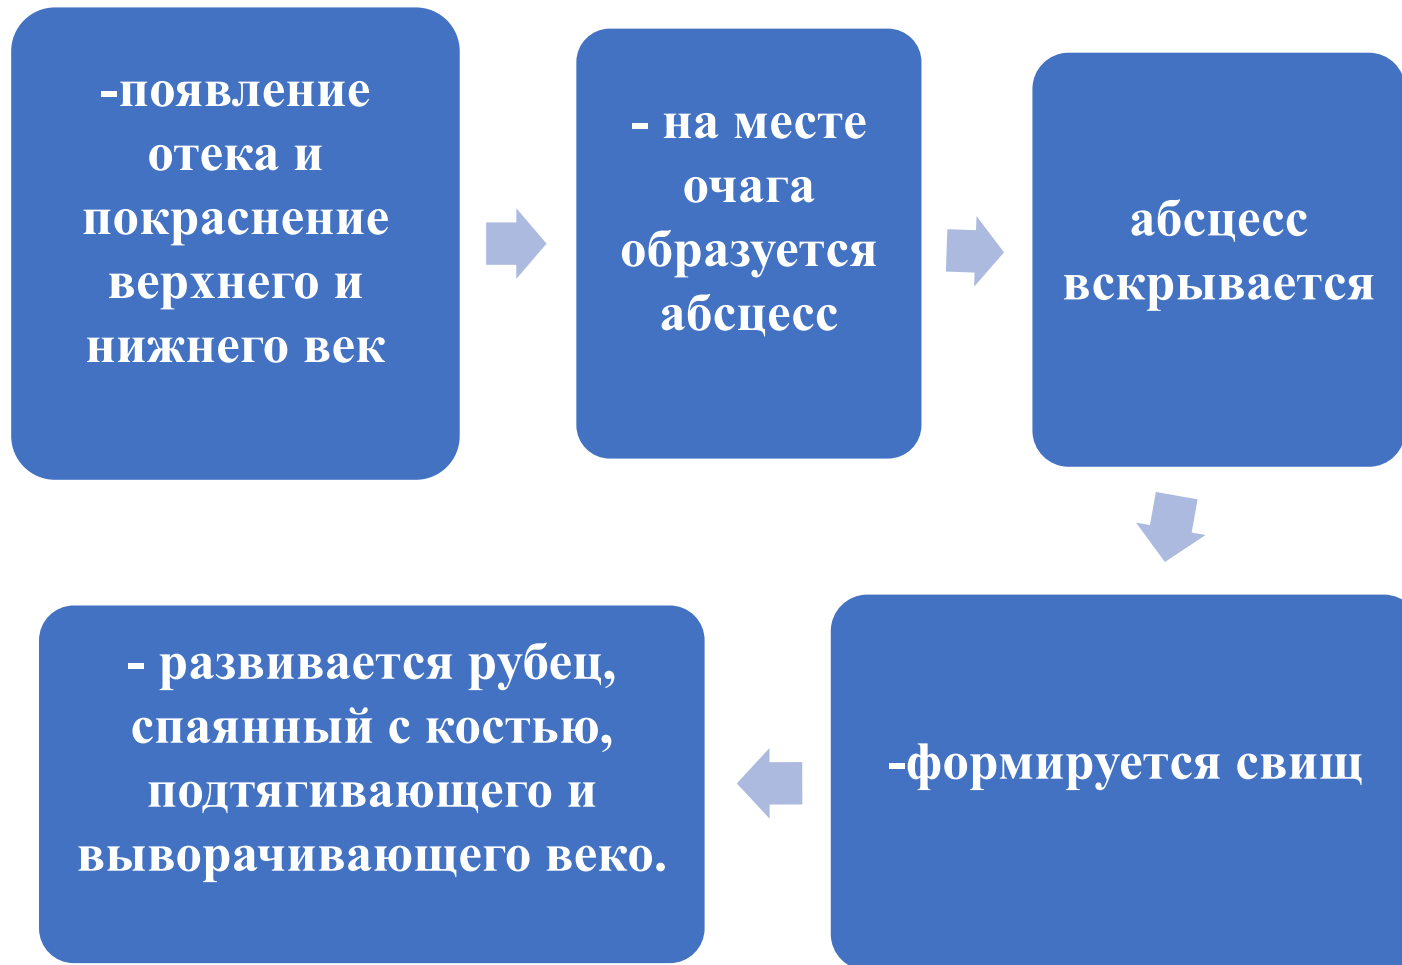 -появление
отека и
покраснение
верхнего и
нижнего век
- на месте
очага
образуется
абсцесс
абсцесс
вскрывается
-формируется свищ
- развивается рубец,
спаянный с костью,
подтягивающего и
выворачивающего веко.